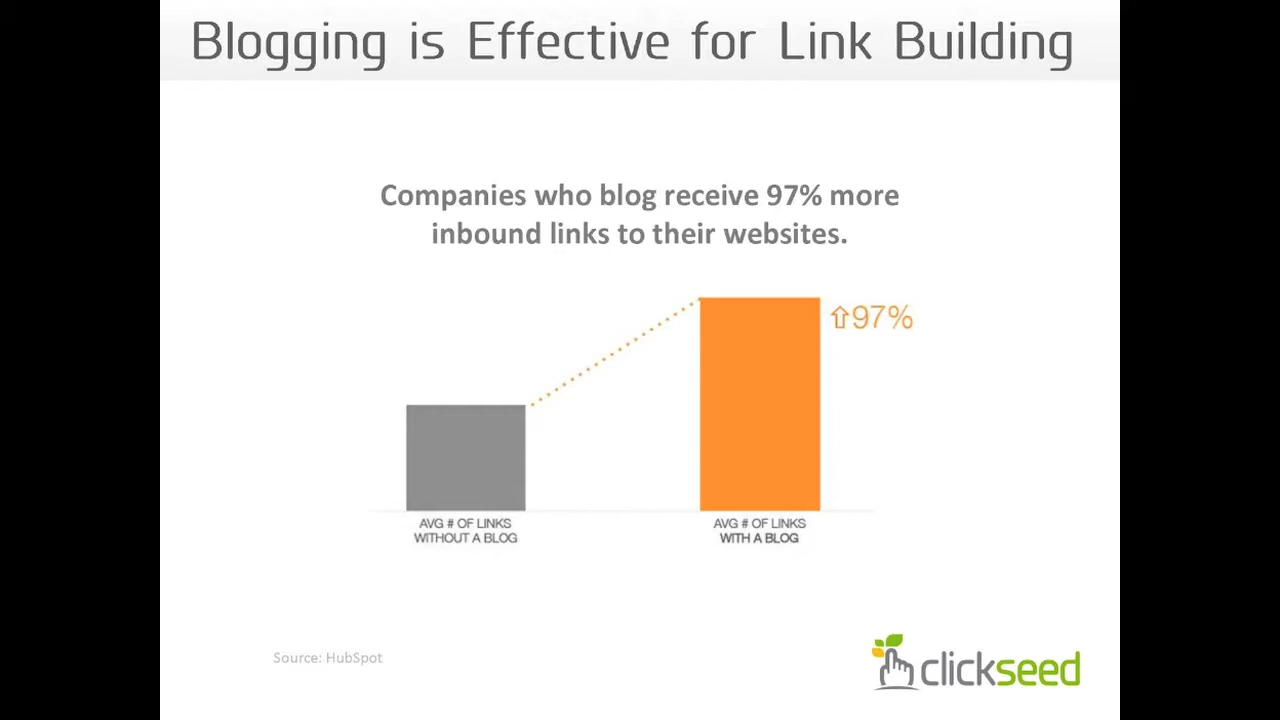 Blogging is Effective for Link Building
Companies who blog receive 97% more
inbound links to their websites.
⇧97%
AVG # OF LINKS
WITHOUT A BLOG
AVG # OF LINKS
WITH A BLOG
Source: HubSpot
clickseed